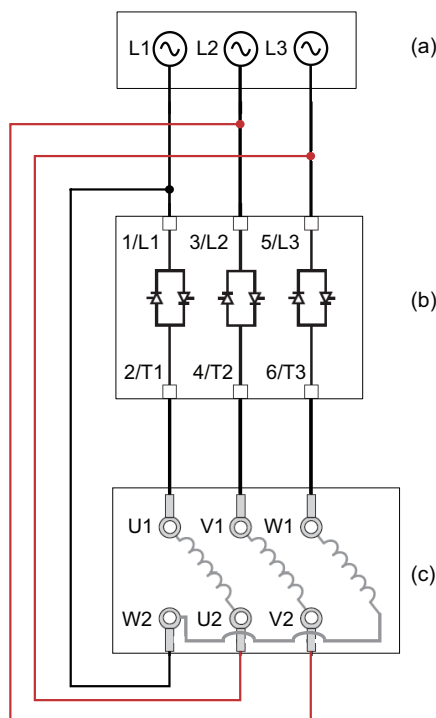 L1 L2 L3 (a)
1/L1 3/L2 5/L3
(b)
2/T1 4/T2 6/T3
U1 V1 W1
(c)
W2 U2 V2